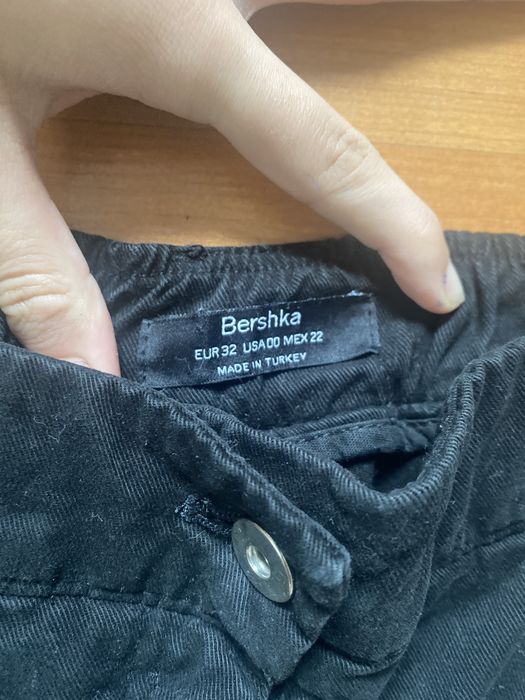 Bershka
EUR 32 USA 00 MEX 22
MADE IN TURKEY